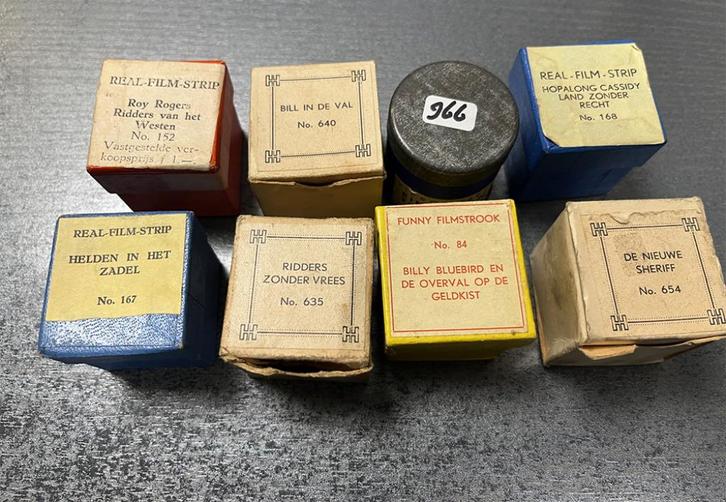 REAL-FILM-STRIP
Roy Rogers
Ridders van het
Westen
No. 152
Vastgestelde ver-
koopsprijs f 1.—
BILL IN DE VAL
No. 640
966
REAL-FILM-STRIP
HOPALONG CASSIDY
LAND ZONDER
RECHT
No. 168
REAL-FILM-STRIP
HELDEN IN HET
ZADEL
No. 167
RIDDERS
ZONDER VREES
No. 635
FUNNY FILMSTROOK
No. 84
BILLY BLUEBIRD EN
DE OVERVAL OP DE
GELDKIST
DE NIEUWE
SHERIFF
No. 654